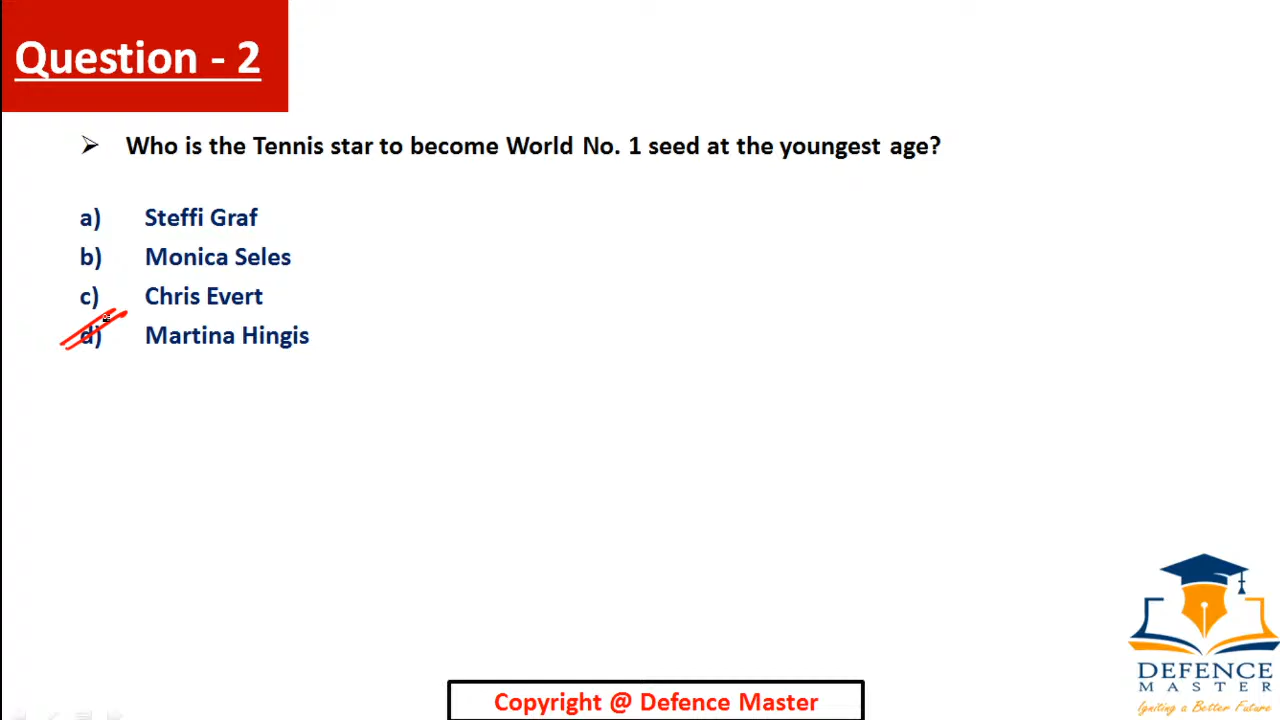 Question - 2
Who is the Tennis star to become World No. 1 seed at the youngest age?
a) Steffi Graf
b) Monica Seles
c) Chris Evert
d) Martina Hingis
DEFENCE
MASTER
Igniting a Better Future
Copyright @ Defence Master